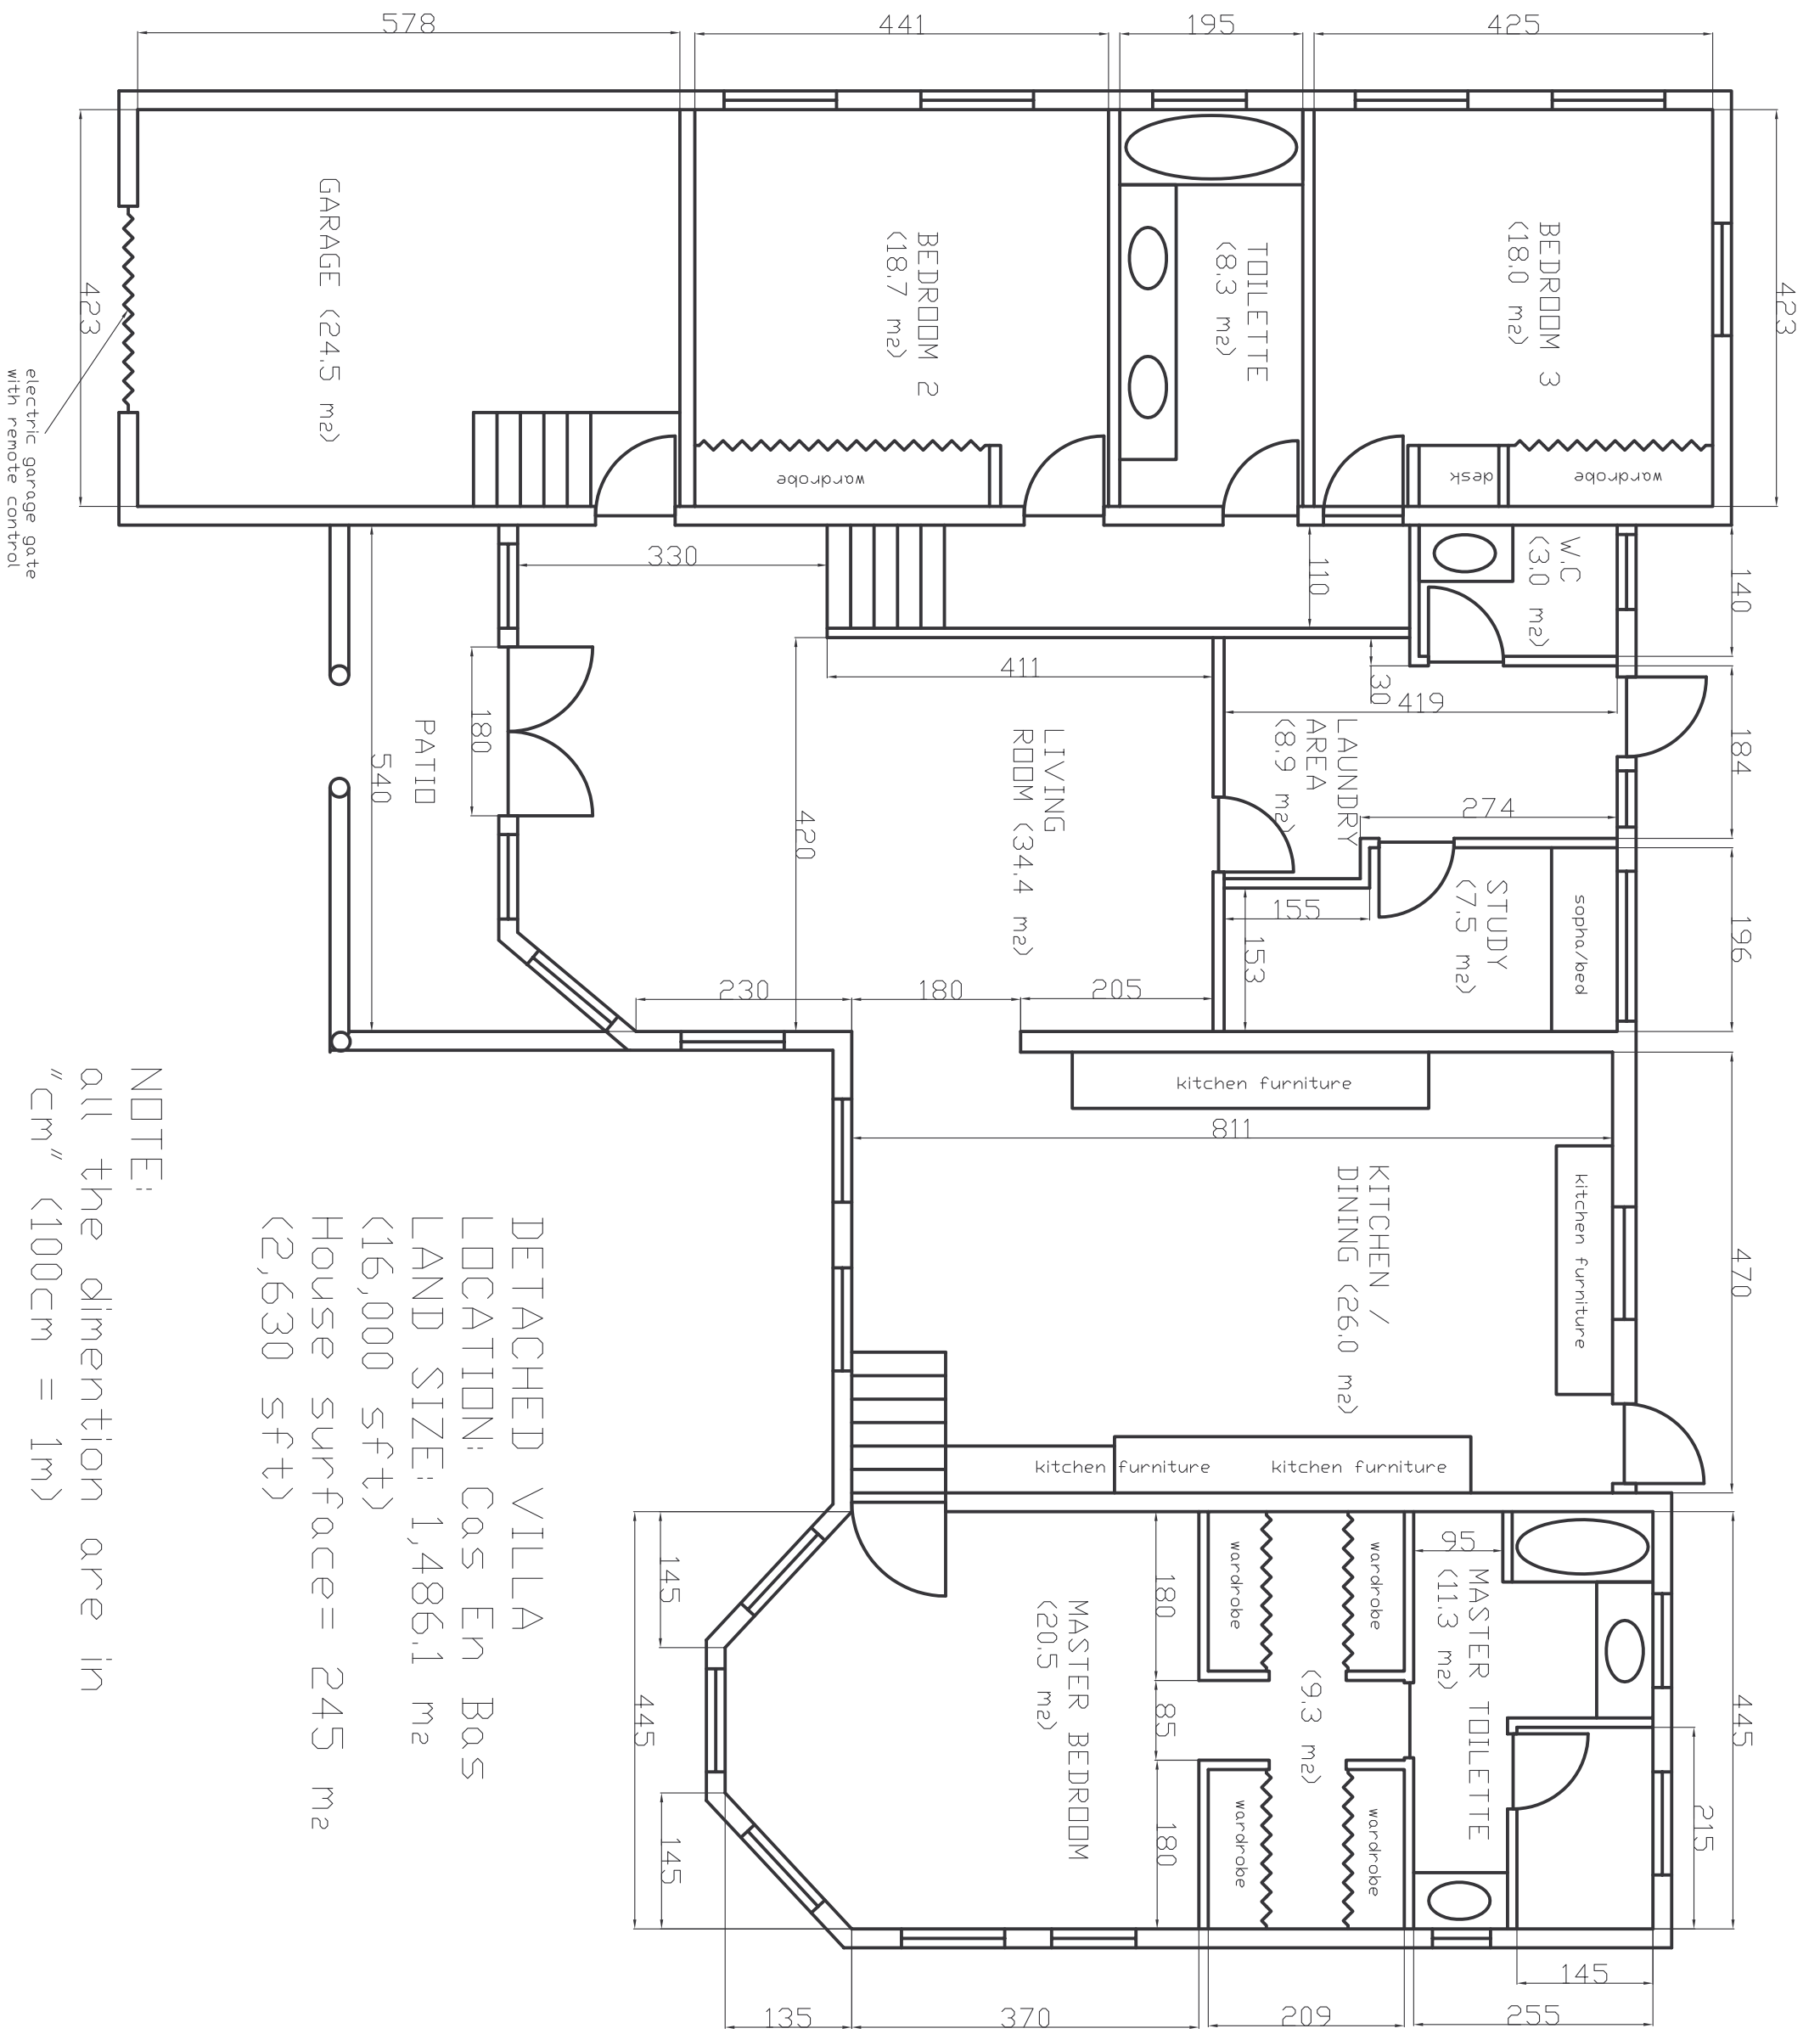 578
441
195
425
423
423
GARAGE (24,5 m2)
BEDROOM 2
(18,7 m2)
TOILETTE
(8,3 m2)
BEDROOM 3
(18,0 m2)
wardrobe
desk
wardrobe
electric garage gate
with remote control
330
110
W.C
(3,0 m2)
140
411
30
419
184
180
PATIO
540
420
LIVING
ROOM (34,4 m2)
LAUNDRY
AREA
(8,9 m2)
274
155
153
STUDY
(7,5 m2)
sopha/bed
196
230
180
205
kitchen furniture
811
KITCHEN /
DINING (26,0 m2)
kitchen furniture
470
kitchen furniture
kitchen furniture
NOTE:
all the dimention are in
"cm" (100cm = 1m)
DETACHED VILLA
LOCATION: Cas En Bas
LAND SIZE: 1,486,1 m2
(16,000 sft)
House surface= 245 m2
(2,630 sft)
145
445
145
180
85
180
MASTER BEDROOM
(20,5 m2)
wardrobe
wardrobe
(9,3 m2)
wardrobe
wardrobe
95
MASTER TOILETTE
(11,3 m2)
445
215
145
135
370
209
255